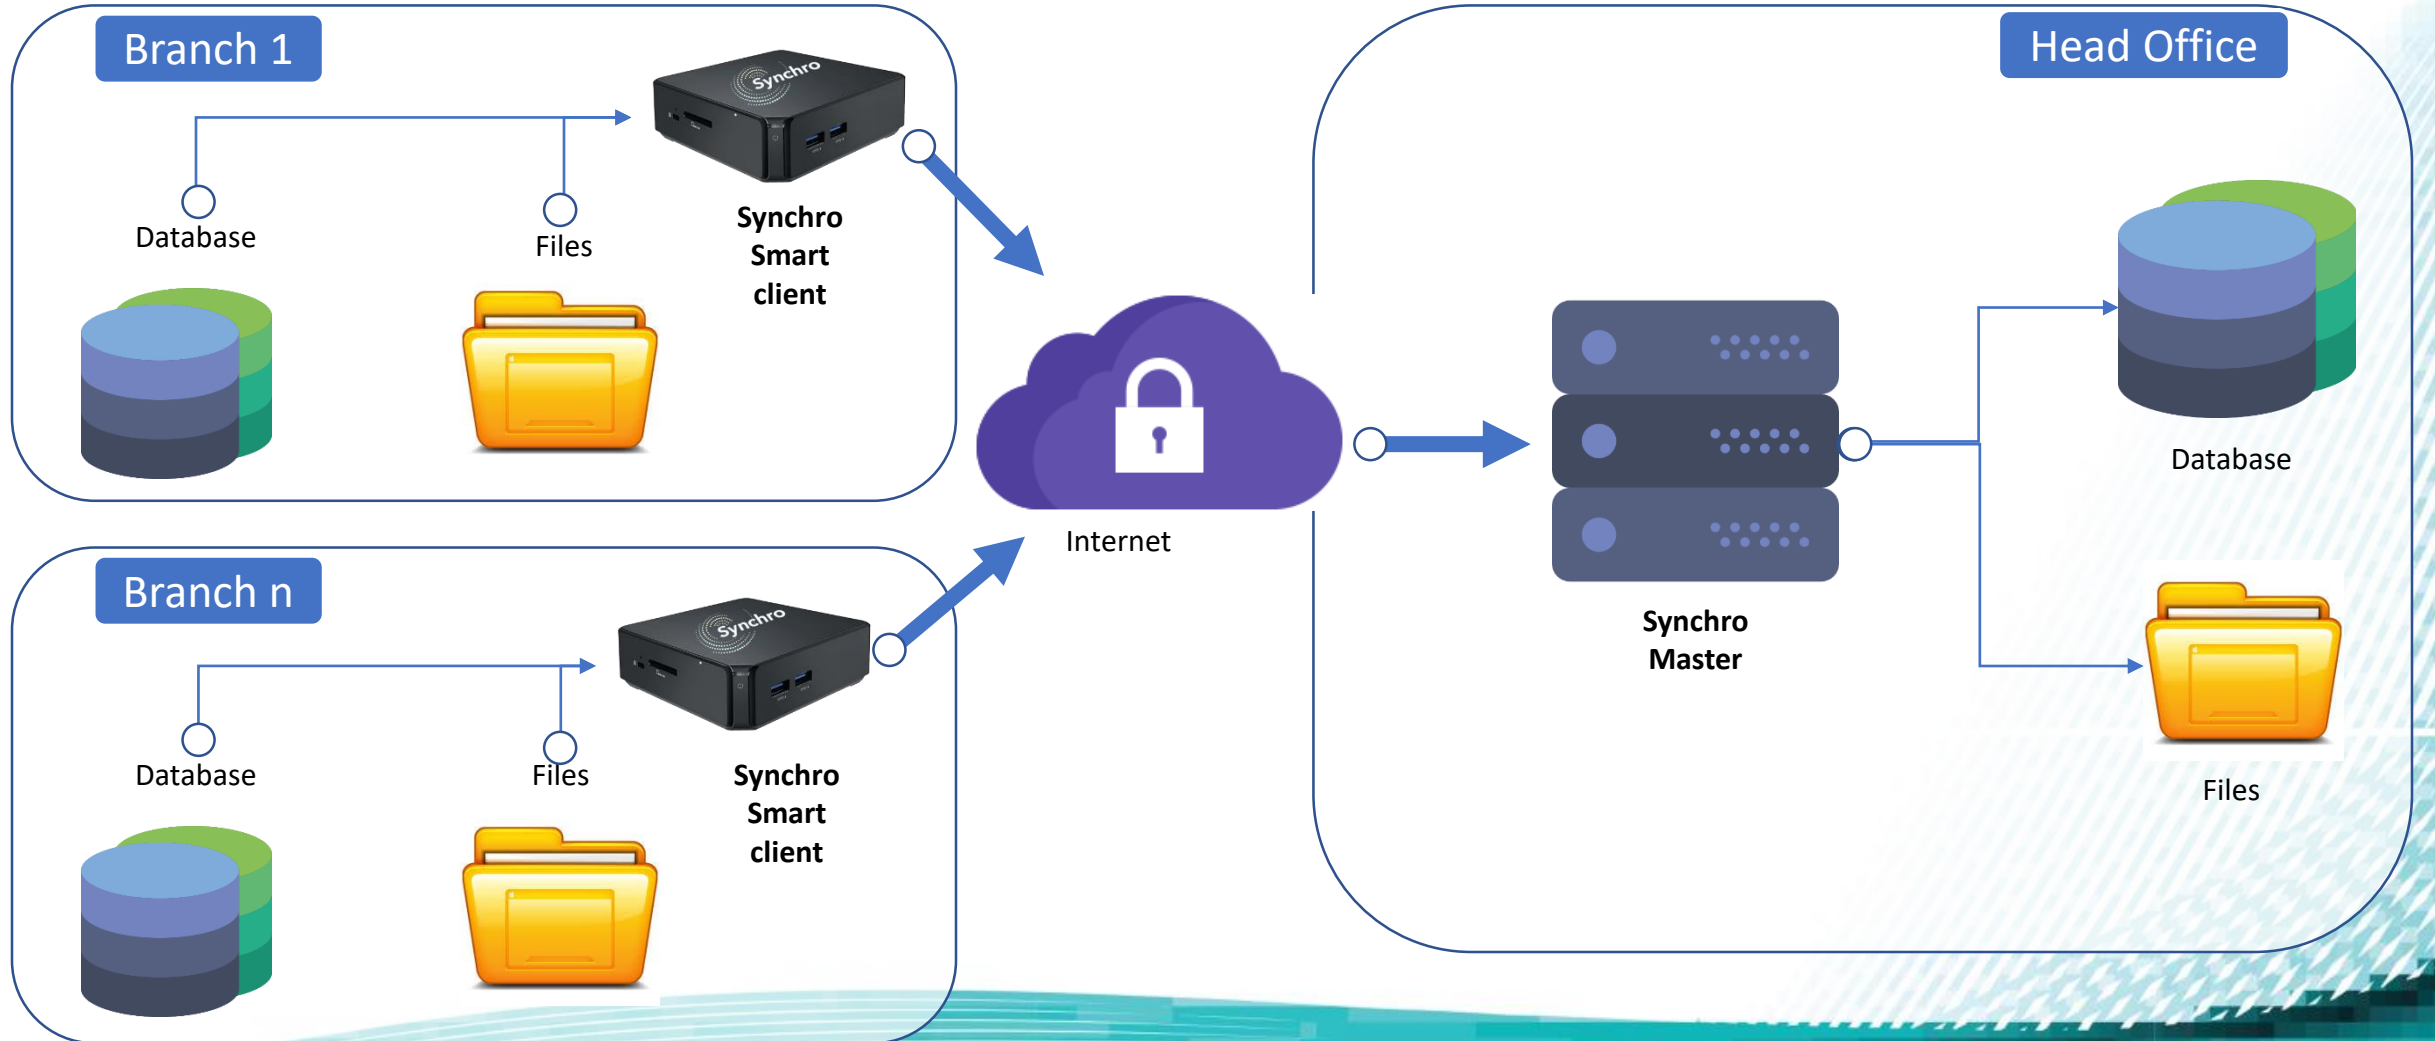 Branch 1
Synchro
Database
Files
Synchro
Smart
client
Branch n
Synchro
Database
Files
Synchro
Smart
client
Internet
Head Office
Synchro
Master
Database
Files